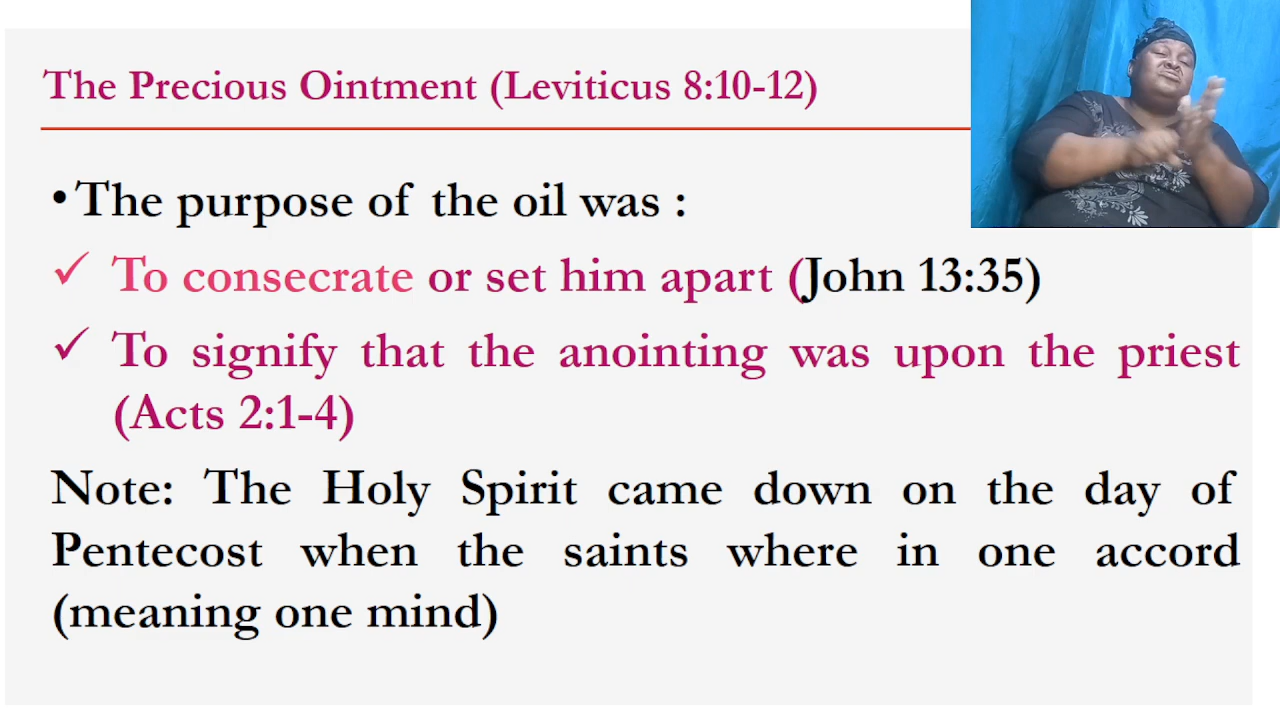 The Precious Ointment (Leviticus 8:10-12)
•The purpose of the oil was :
✓ To consecrate or set him apart (John 13:35)
✓ To signify that the anointing was upon the priest
(Acts 2:1-4)
Note: The Holy Spirit came down on the day of
Pentecost when the saints where in one accord
(meaning one mind)